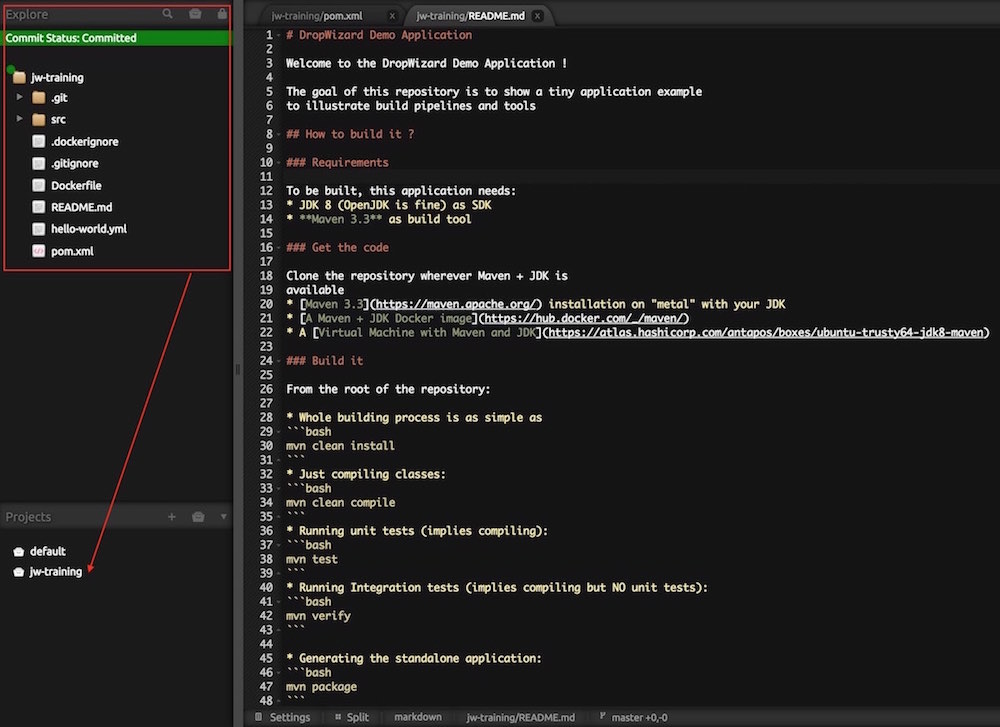 Explore
Commit Status: Committed
jw-training
.git
src
.dockerignore
.gitignore
Dockerfile
README.md
hello-world.yml
pom.xml
Projects
default
jw-training
jw-training/pom.xml x
jw-training/README.md x
1 # DropWizard Demo Application
2
3 Welcome to the DropWizard Demo Application !
4
5 The goal of this repository is to show a tiny application example
6 to illustrate build pipelines and tools
7
8 ## How to build it ?
9
10 ### Requirements
11
12 To be built, this application needs:
13 * JDK 8 (OpenJDK is fine) as SDK
14 * **Maven 3.3** as build tool
15
16 ### Get the code
17
18 Clone the repository wherever Maven + JDK is
19 available
20 * [Maven 3.3](https://maven.apache.org/) installation on "metal" with your JDK
21 * [A Maven + JDK Docker image](https://hub.docker.com/_/maven/)
22 * A [Virtual Machine with Maven and JDK](https://atlas.hashicorp.com/antapos/boxes/ubuntu-trusty64-jdk8-maven)
23
24 ### Build it
25
26 From the root of the repository:
27
28 * Whole building process is as simple as
29 ```bash
30 mvn clean install
31 ```
32 * Just compiling classes:
33 ```bash
34 mvn clean compile
35 ```
36 * Running unit tests (implies compiling):
37 ```bash
38 mvn test
39 ```
40 * Running Integration tests (implies compiling but NO unit tests):
41 ```bash
42 mvn verify
43 ```
44
45 * Generating the standalone application:
46 ```bash
47 mvn package
48 ```
Settings Split markdown jw-training/README.md master +0,-0